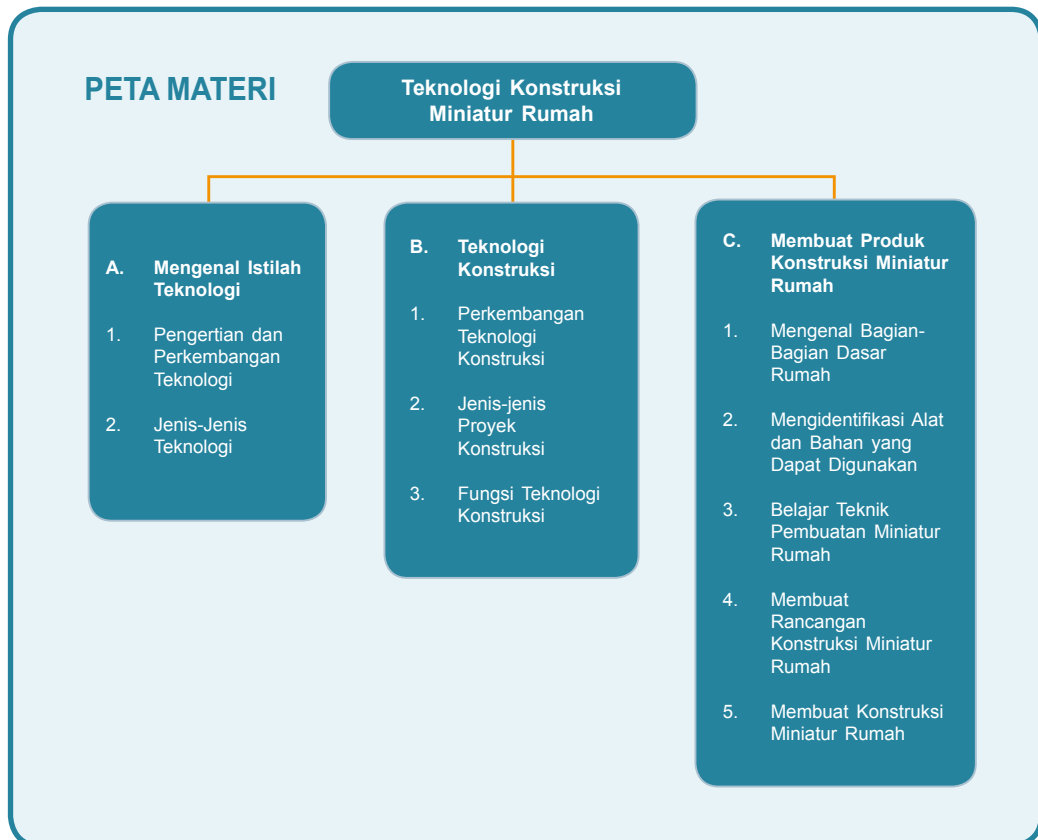 PETA MATERI
Teknologi Konstruksi
Miniatur Rumah
A. Mengenal Istilah
Teknologi
1. Pengertian dan
Perkembangan
Teknologi
2. Jenis-Jenis
Teknologi
B. Teknologi
Konstruksi
1. Perkembangan
Teknologi
Konstruksi
2. Jenis-jenis
Proyek
Konstruksi
3. Fungsi Teknologi
Konstruksi
C. Membuat Produk
Konstruksi Miniatur
Rumah
1. Mengenal Bagian-
Bagian Dasar
Rumah
2. Mengidentifikasi Alat
dan Bahan yang
Dapat Digunakan
3. Belajar Teknik
Pembuatan Miniatur
Rumah
4. Membuat
Rancangan
Konstruksi Miniatur
Rumah
5. Membuat Konstruksi
Miniatur Rumah